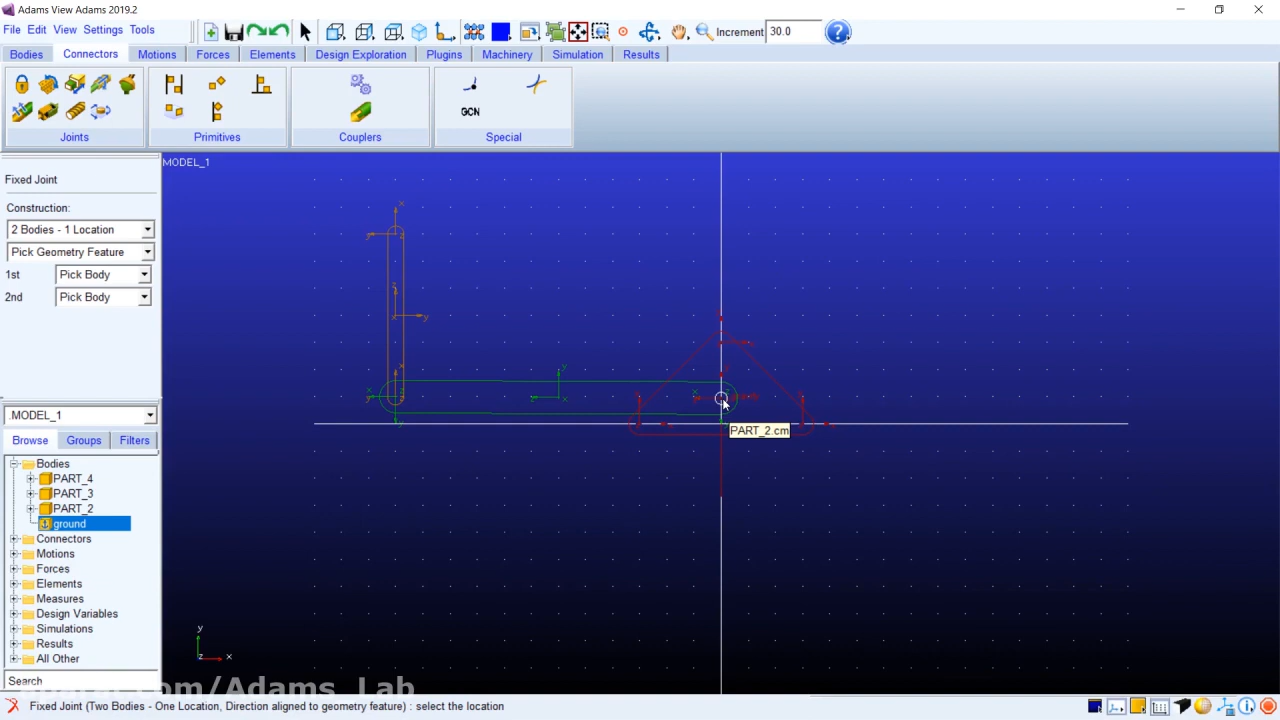 Adams View Adams 2019.2
File Edit View Settings Tools
Increment 30.0
Bodies Connectors Motions Forces Elements Design Exploration Plugins Machinery Simulation Results
GCN
Joints Primitives Couplers Special
Fixed Joint
MODEL_1
Construction:
2 Bodies - 1 Location
Pick Geometry Feature
1st Pick Body
2nd Pick Body
PART_2.cm
.MODEL_1
Browse Groups Filters
Bodies
PART_4
PART_3
PART_2
ground
Connectors
Motions
Forces
Elements
Measures
Design Variables
Simulations
Results
All Other
y
z x
Search
.com/Adams_Lab
Fixed Joint (Two Bodies - One Location, Direction aligned to geometry feature) : select the location